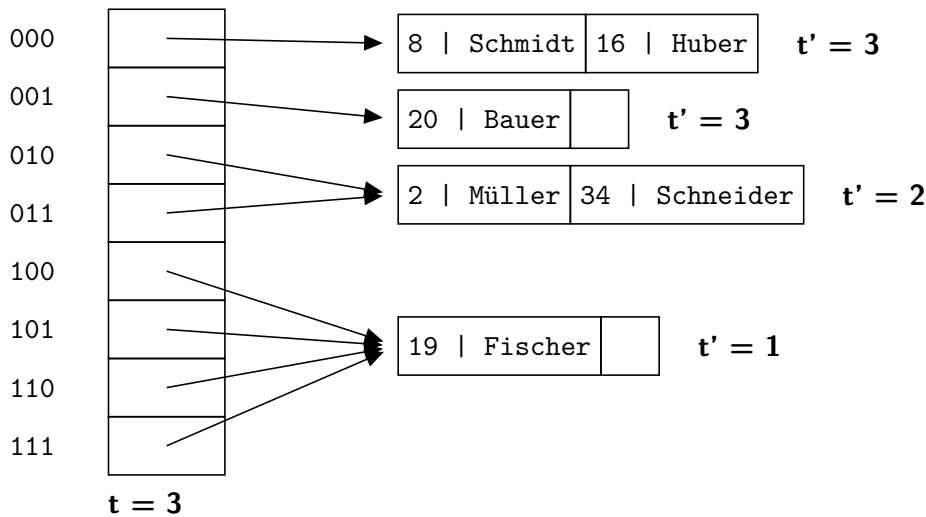 000
8 | Schmidt 16 | Huber t' = 3
001
20 | Bauer t' = 3
010
2 | Müller 34 | Schneider t' = 2
011
100
101
19 | Fischer t' = 1
110
111
t = 3